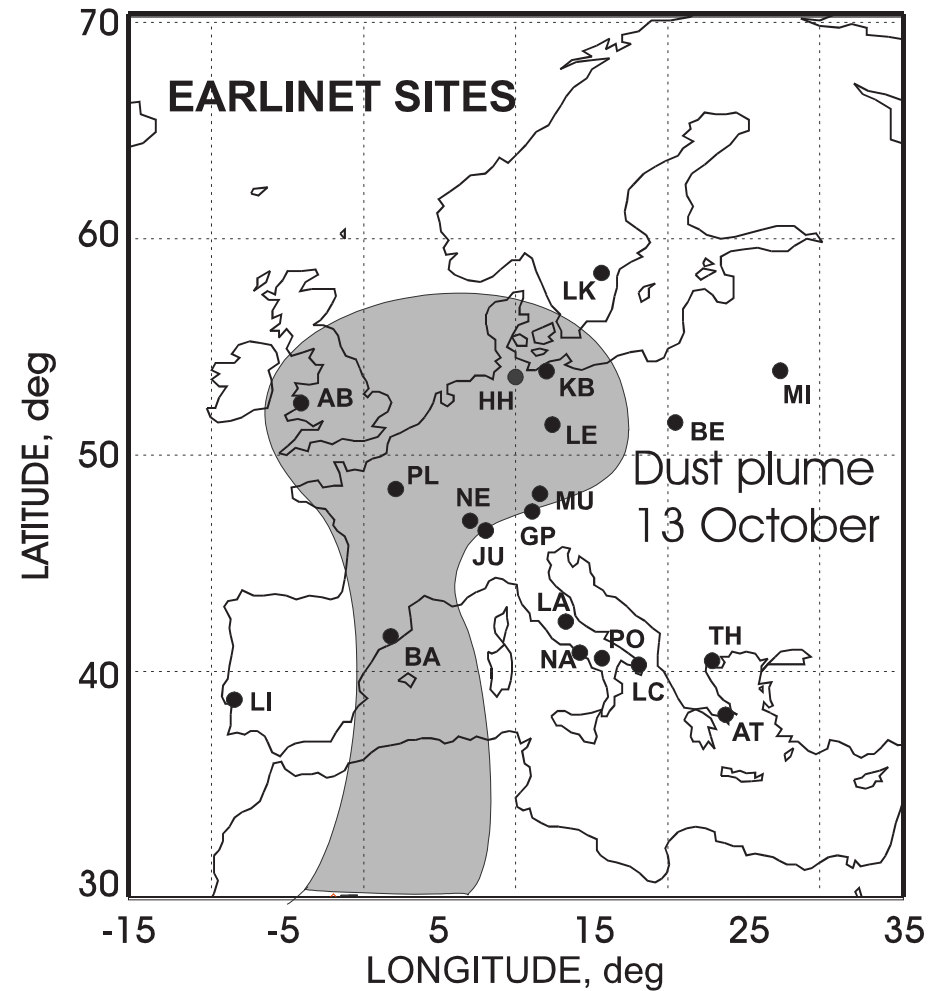 70
EARLINET SITES
60
LK
AB
HH
KB
MI
LE
BE
50
Dust plume
PL
NE
MU
13 October
GP
JU
LA
PO
TH
BA
NA
40
LC
LI
AT
30
-15 -5 5 15 25 35
LONGITUDE, deg
LATITUDE, deg